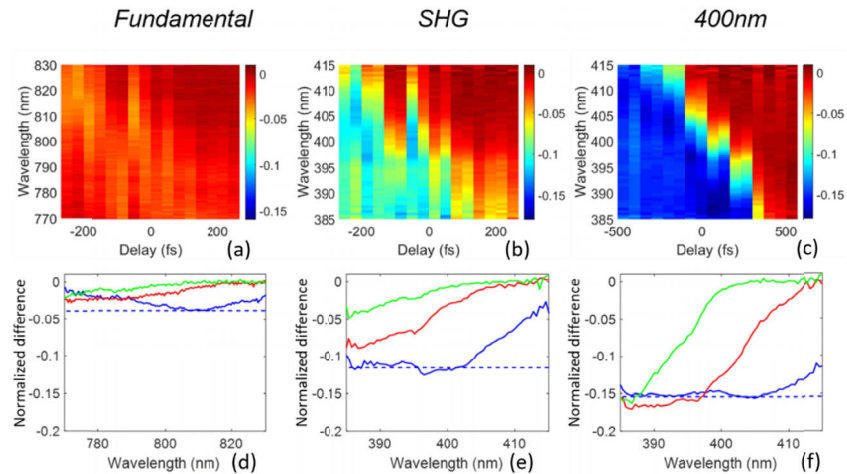 Fundamental SHG 400nm
830 820 810 800 790 780 770
Wavelength (nm)
-200 0 200
Delay (fs) (a)
0 -0.05 -0.1 -0.15
415 410 405 400 395 390 385
Wavelength (nm)
-200 0 200
Delay (fs) (b)
0 -0.05 -0.1 -0.15
415 410 405 400 395 390 385
Wavelength (nm)
-500 0 500
Delay (fs) (c)
0 -0.05 -0.1 -0.15
0 -0.05 -0.1 -0.15 -0.2
Normalized difference
780 800 820
Wavelength (nm) (d)
0 -0.05 -0.1 -0.15 -0.2
Normalized difference
390 400 410
Wavelength (nm) (e)
0 -0.05 -0.1 -0.15 -0.2
Normalized difference
390 400 410
Wavelength (nm) (f)